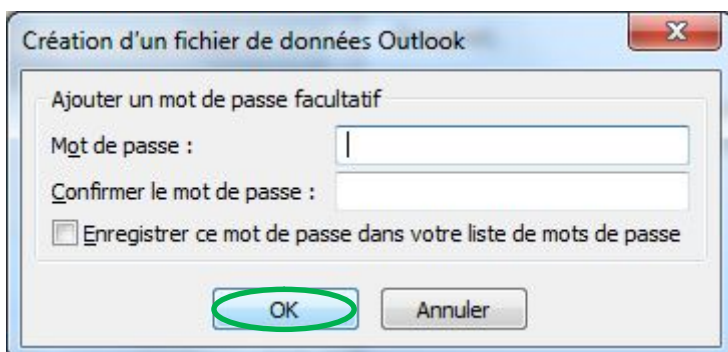 Création d'un fichier de données Outlook
Ajouter un mot de passe facultatif
Mot de passe :
Confirmer le mot de passe :
Enregistrer ce mot de passe dans votre liste de mots de passe
OK Annuler